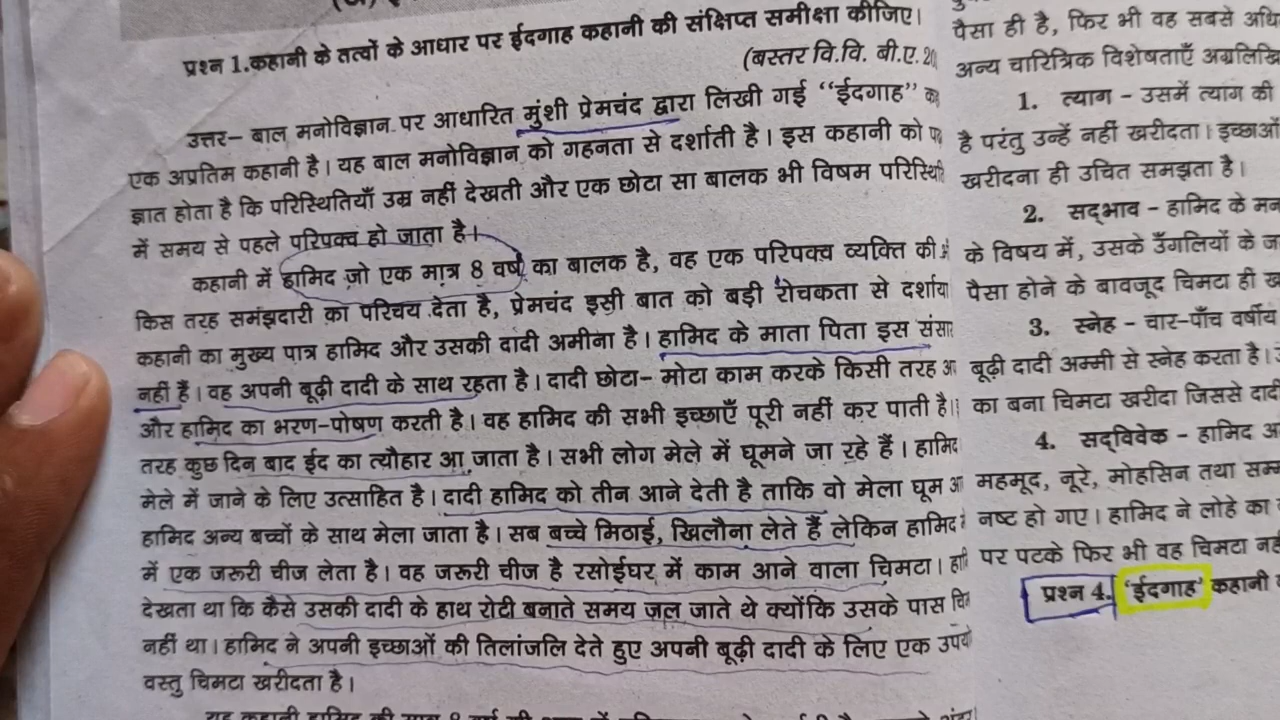 प्रश्न 1.कहानी के तत्वों के आधार पर ईदगाह कहानी की संक्षिप्त समीक्षा कीजिए।
(बस्तर वि.वि. बी.ए.
उत्तर– बाल मनोविज्ञान पर आधारित मुंशी प्रेमचंद द्वारा लिखी गई “ईदगाह”
एक अप्रतिम कहानी है। यह बाल मनोविज्ञान को गहनता से दर्शाती है। इस कहानी को
ज्ञात होता है कि परिस्थितियाँ उम्र नहीं देखती और एक छोटा सा बालक भी विषम
में समय से पहले परिपक्व हो जाता है।
कहानी में हामिद जो एक मात्र 8 वर्ष का बालक है, वह एक परिपक्व व्यक्ति की
किस तरह समंझदारी का परिचय देता है, प्रेमचंद इसी बात को बड़ी रोचकता से दर्शाया
कहानी का मुख्य पात्र हामिद और उसकी दादी अमीना है। हामिद के माता पिता इस
नहीं हैं। वह अपनी बूढ़ी दादी के साथ रहता है। दादी छोटा– मोटा काम करके किसी तरह
और हामिद का भरण–पोषण करती है। वह हामिद की सभी इच्छाएँ पूरी नहीं कर पाती है।
तरह कुछ दिन बाद ईद का त्यौहार आ जाता है। सभी लोग मेले में घूमने जा रहे हैं। हामिद
मेले में जाने के लिए उत्साहित है। दादी हामिद को तीन आने देती है ताकि वो मेला घूम
हामिद अन्य बच्चों के साथ मेला जाता है। सब बच्चे मिठाई, खिलौना लेते हैं लेकिन हामिद
में एक जरूरी चीज लेता है। वह जरूरी चीज है रसोईघर में काम आने वाला चिमटा।
देखता था कि कैसे उसकी दादी के हाथ रोटी बनाते समय जल जाते थे क्योंकि उसके पास
नहीं था। हामिद ने अपनी इच्छाओं की तिलांजलि देते हुए अपनी बूढ़ी दादी के लिए एक
वस्तु चिमटा खरीदता है।
पैसा ही है, फिर भी वह सबसे
अन्य चारित्रिक विशेषताएँ
1. त्याग – उसमें त्याग की
है परंतु उन्हें नहीं खरीदता। इच्छाओं
खरीदना ही उचित समझता है।
2. सद्भाव – हामिद के
के विषय में, उसके उँगलियों के
पैसा होने के बावजूद चिमटा ही
3. स्नेह – चार–पाँच वर्षीय
बूढ़ी दादी अम्मी से स्नेह करता है।
का बना चिमटा खरीदा जिससे दादी
4. सद्विवेक – हामिद
महमूद, नूरे, मोहसिन तथा
नष्ट हो गए। हामिद ने लोहे का
पर पटके फिर भी वह चिमटा
प्रश्न 4. ‘ईदगाह’ कहानी